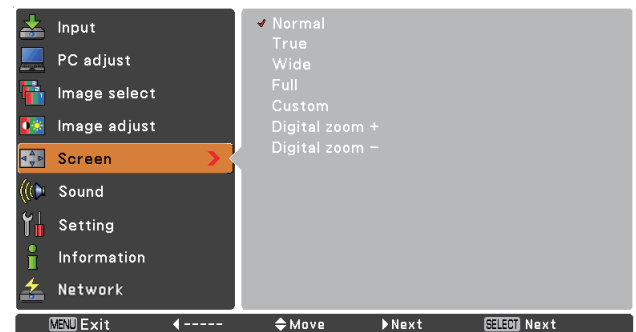 Input
PC adjust
Image select
Image adjust
Screen
Sound
Setting
Information
Network
Normal
True
Wide
Full
Custom
Digital zoom +
Digital zoom –
MENU Exit ----- Move Next SELECT Next